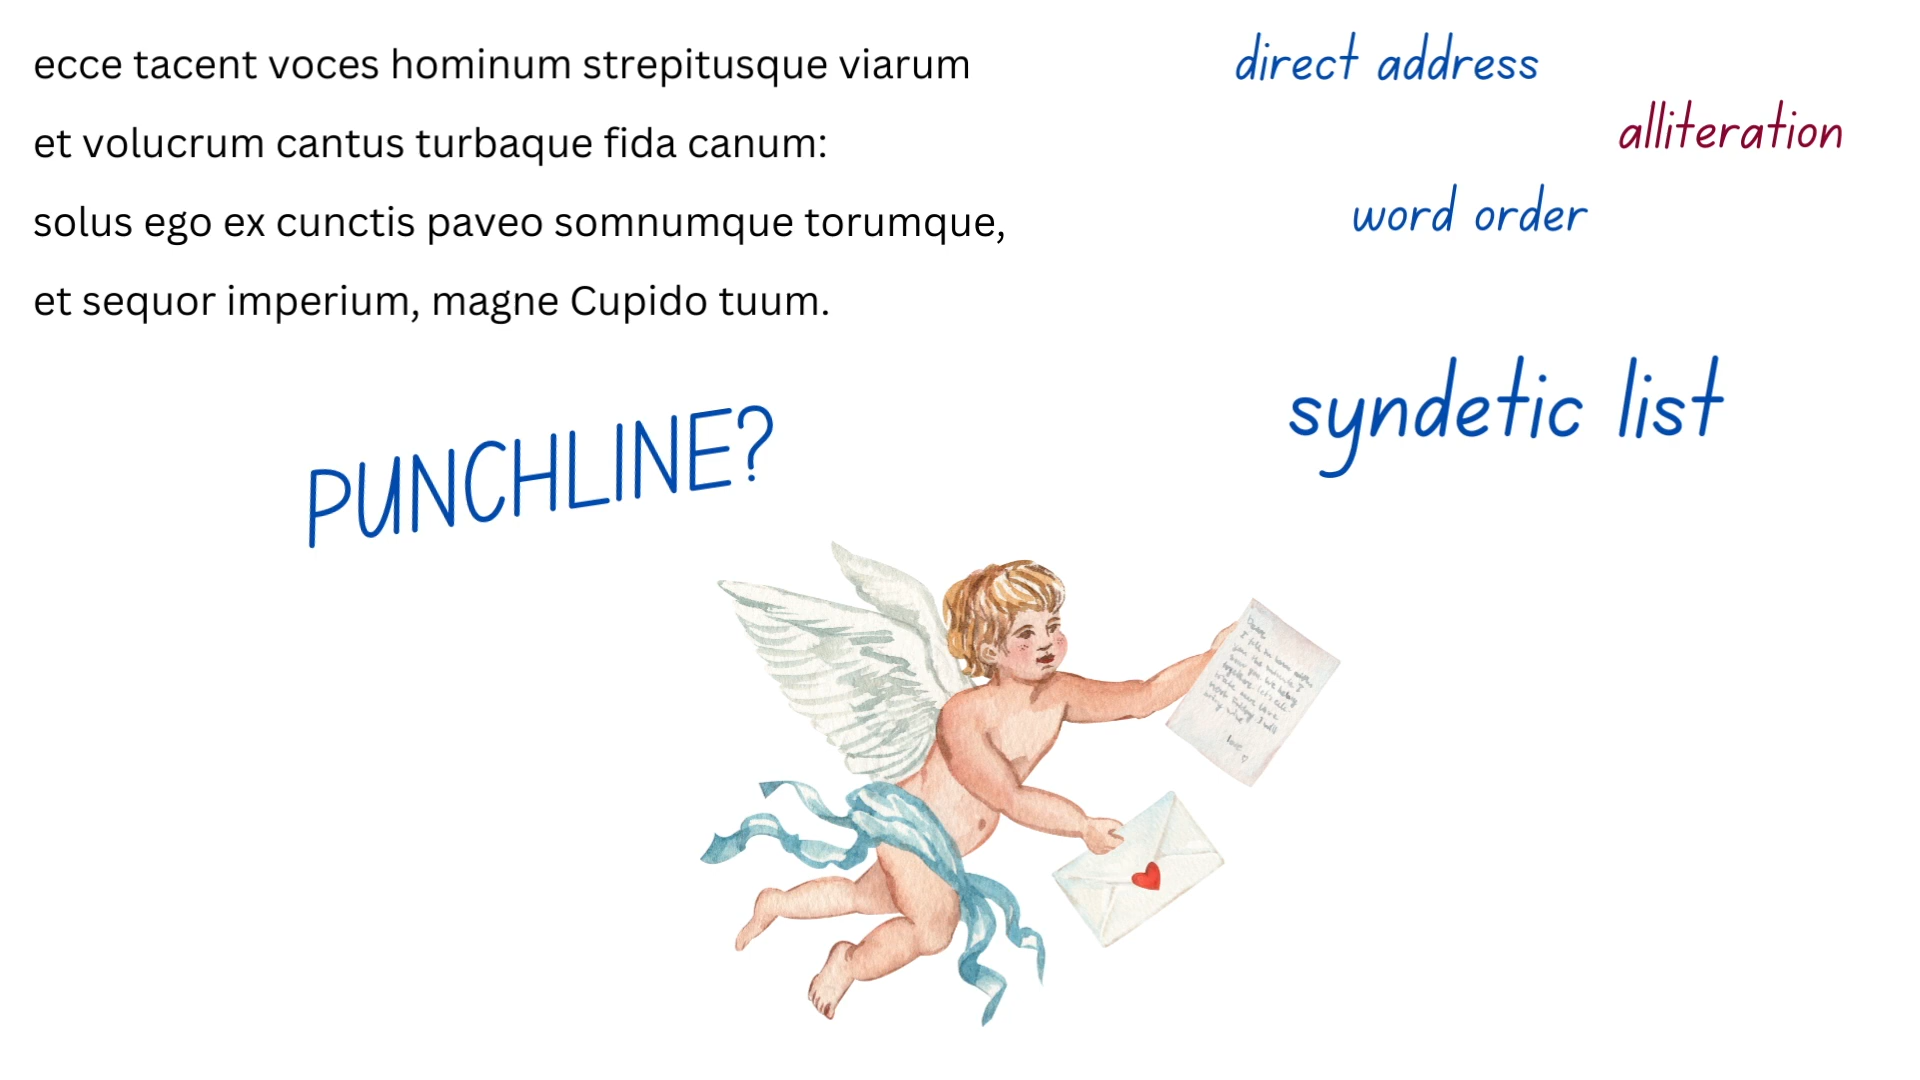 ecce tacent voces hominum strepitusque viarum
et volucrum cantus turbaque fida canum:
solus ego ex cunctis paveo somnumque torumque,
et sequor imperium, magne Cupido tuum.
direct address
alliteration
word order
syndetic list
PUNCHLINE?